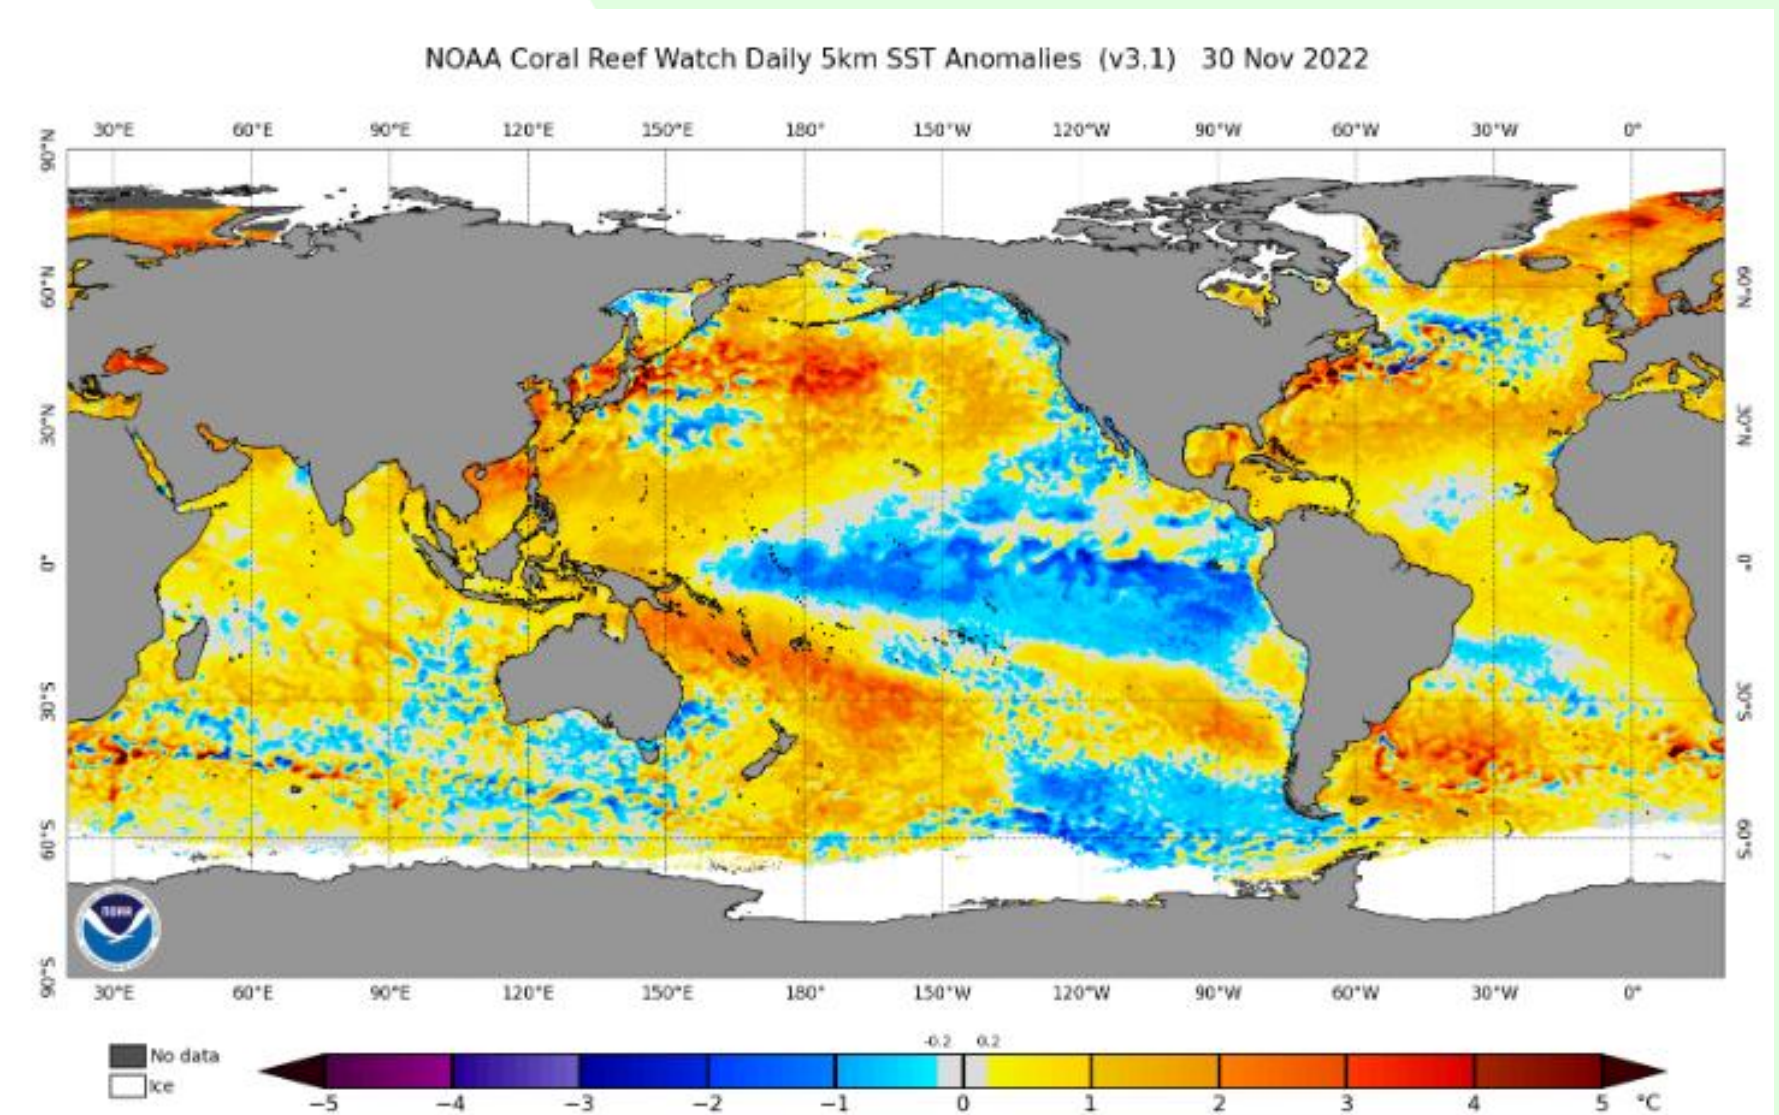 NOAA Coral Reef Watch Daily 5km SST Anomalies (v3.1) 30 Nov 2022
30°E 60°E 90°E 120°E 150°E 180° 150°W 120°W 90°W 60°W 30°W 0°
90°N
60°N 60°N
30°N 30°N
0° 0°
30°S 30°S
60°S 60°S
90°S
NOAA
30°E 60°E 90°E 120°E 150°E 180° 150°W 120°W 90°W 60°W 30°W 0°
-0.2 0.2
No data
Ice
−5 −4 −3 −2 −1 0 1 2 3 4 5 °C